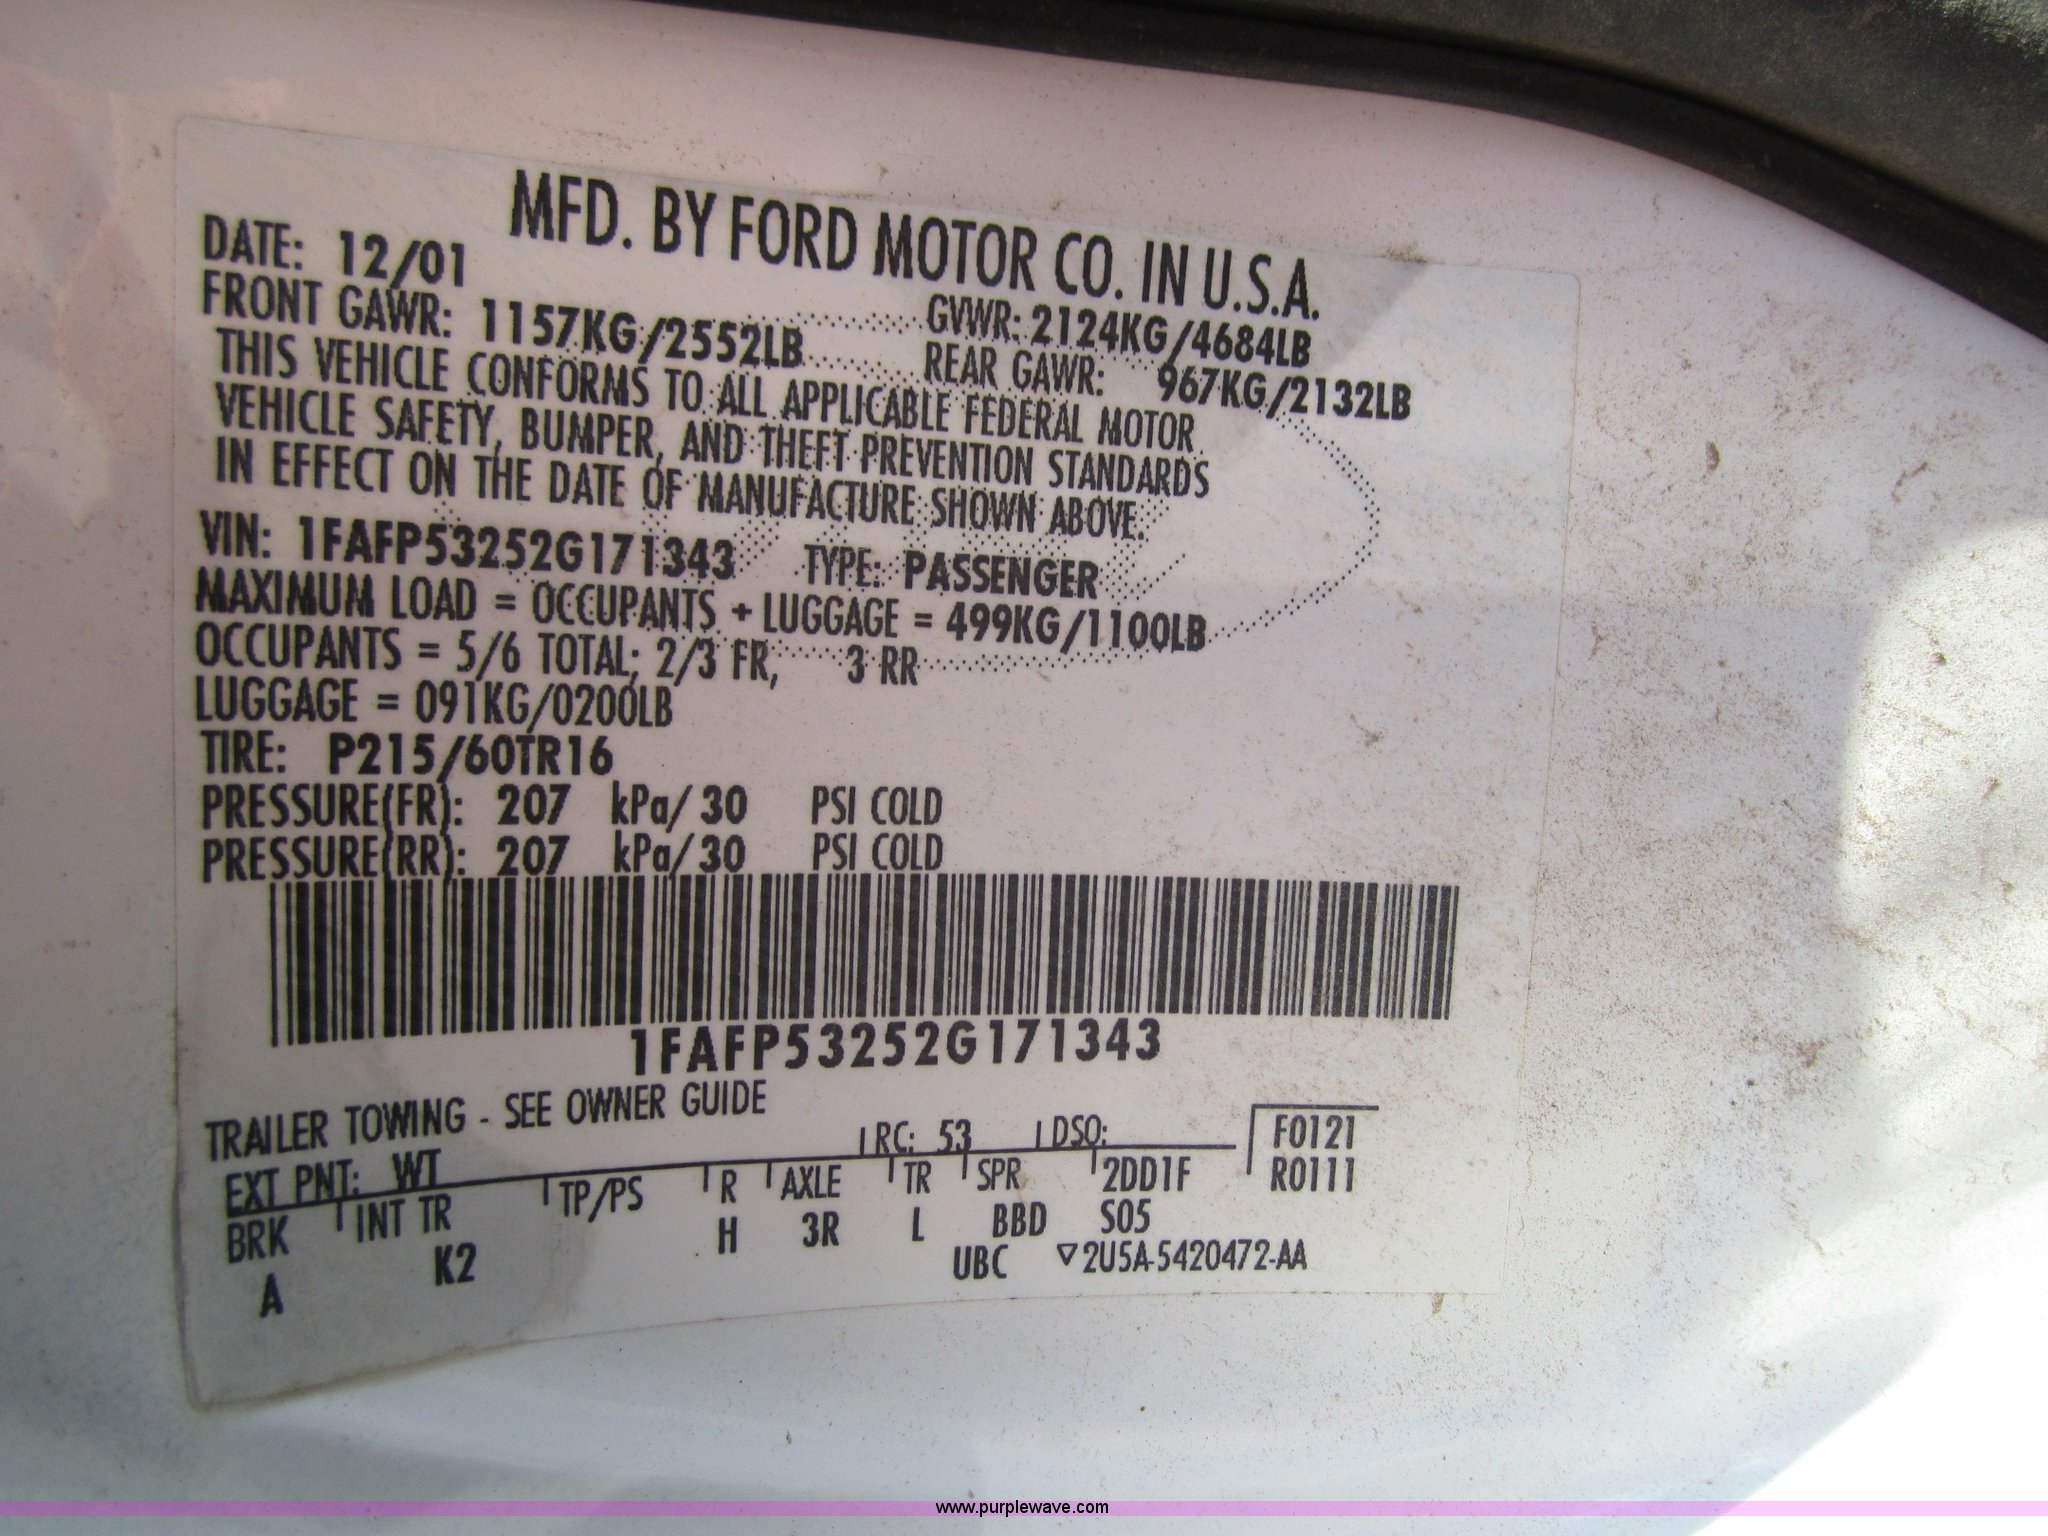 MFD. BY FORD MOTOR CO. IN U.S.A.
DATE: 12/01 GVWR: 2124KG/4684LB
FRONT GAWR: 1157KG/2552LB REAR GAWR: 967KG/2132LB
THIS VEHICLE CONFORMS TO ALL APPLICABLE FEDERAL MOTOR
VEHICLE SAFETY, BUMPER, AND THEFT PREVENTION STANDARDS
IN EFFECT ON THE DATE OF MANUFACTURE SHOWN ABOVE.
VIN: 1FAFP53252G171343 TYPE: PASSENGER
MAXIMUM LOAD = OCCUPANTS + LUGGAGE = 499KG/1100LB
OCCUPANTS = 5/6 TOTAL; 2/3 FR, 3 RR
LUGGAGE = 091KG/0200LB
TIRE: P215/60TR16
PRESSURE(FR): 207 kPa/ 30 PSI COLD
PRESSURE(RR): 207 kPa/ 30 PSI COLD
1FAFP53252G171343
TRAILER TOWING - SEE OWNER GUIDE
EXT PNT: WT RC: 53 DSO: F0121
BRK INT TR TP/PS R AXLE TR SPR 2DD1F R0111
A K2 H 3R L BBD S05
UBC ▽2U5A-5420472-AA
www.purplewave.com